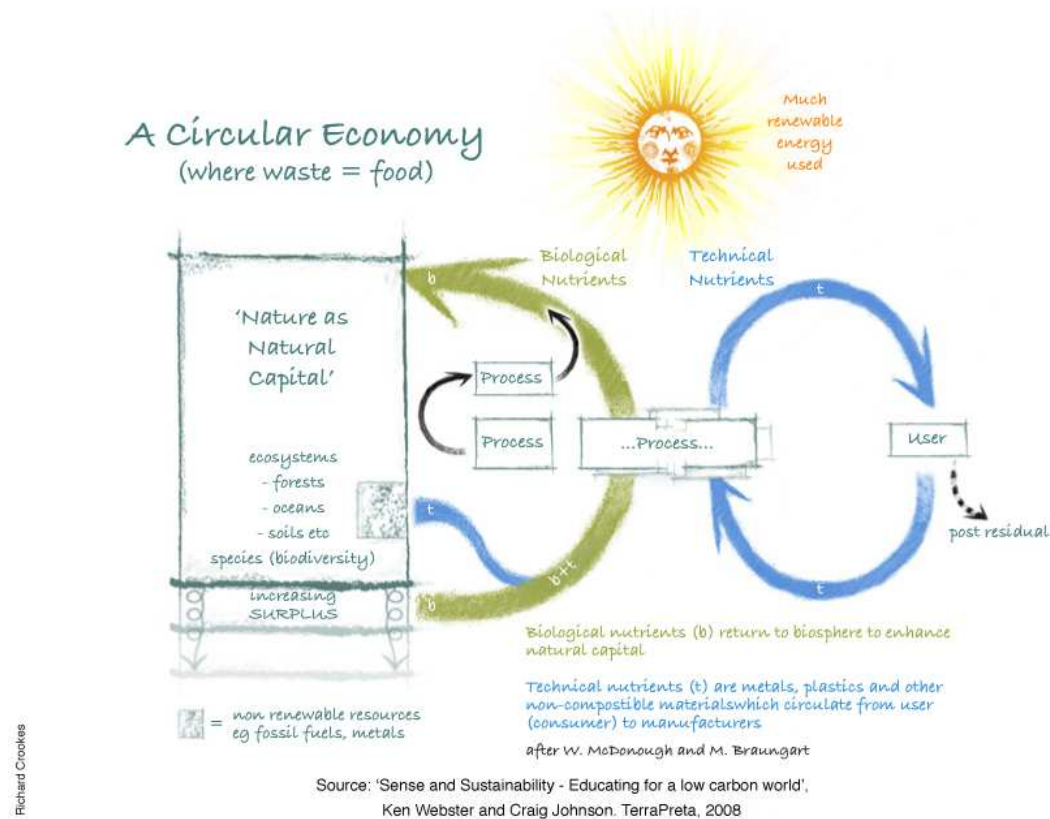 A Circular Economy
(where waste = food)
Much
renewable
energy
used
Biological
Nutrients
Technical
Nutrients
b
t
'Nature as
Natural
Capital'
Process
Process
...Process...
User
ecosystems
- forests
- oceans
- soils etc
species (biodiversity)
t
b+t
t
post residual
increasing
SURPLUS
b
Biological nutrients (b) return to biosphere to enhance
natural capital
Technical nutrients (t) are metals, plastics and other
non-compostible materialswhich circulate from user
(consumer) to manufacturers
after W. McDonough and M. Braungart
= non renewable resources
eg fossil fuels, metals
Richard Crookes
Source: 'Sense and Sustainability - Educating for a low carbon world',
Ken Webster and Craig Johnson. TerraPreta, 2008